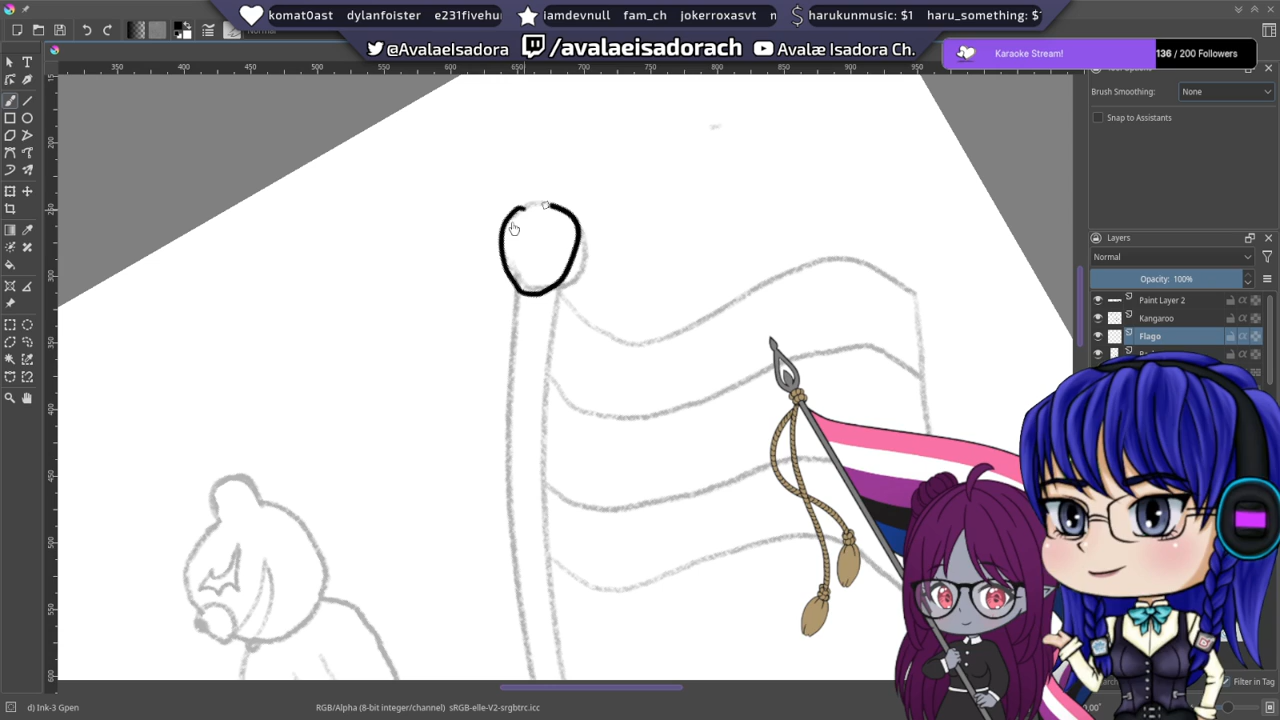 komat0ast dylanfoister e231fivehu
lamdevnull fam_ch jokerroxasvt
harukunmusic: $1 haru_something: $1
@AvalaeIsadora
/avalaeisadorach
Avalæ Isadora Ch.
Karaoke Stream!
136 / 200 Followers
Normal
350 400 450 500 550 600 650 700 750 800 850 900 950
Brush Smoothing:
None
Snap to Assistants
Layers
Normal
Opacity: 100%
Paint Layer 2
Kangaroo
Flago
Filter in Tag
d) Ink-3 Gpen
RGB/Alpha (8-bit integer/channel) sRGB-elle-V2-srgbtrc.icc